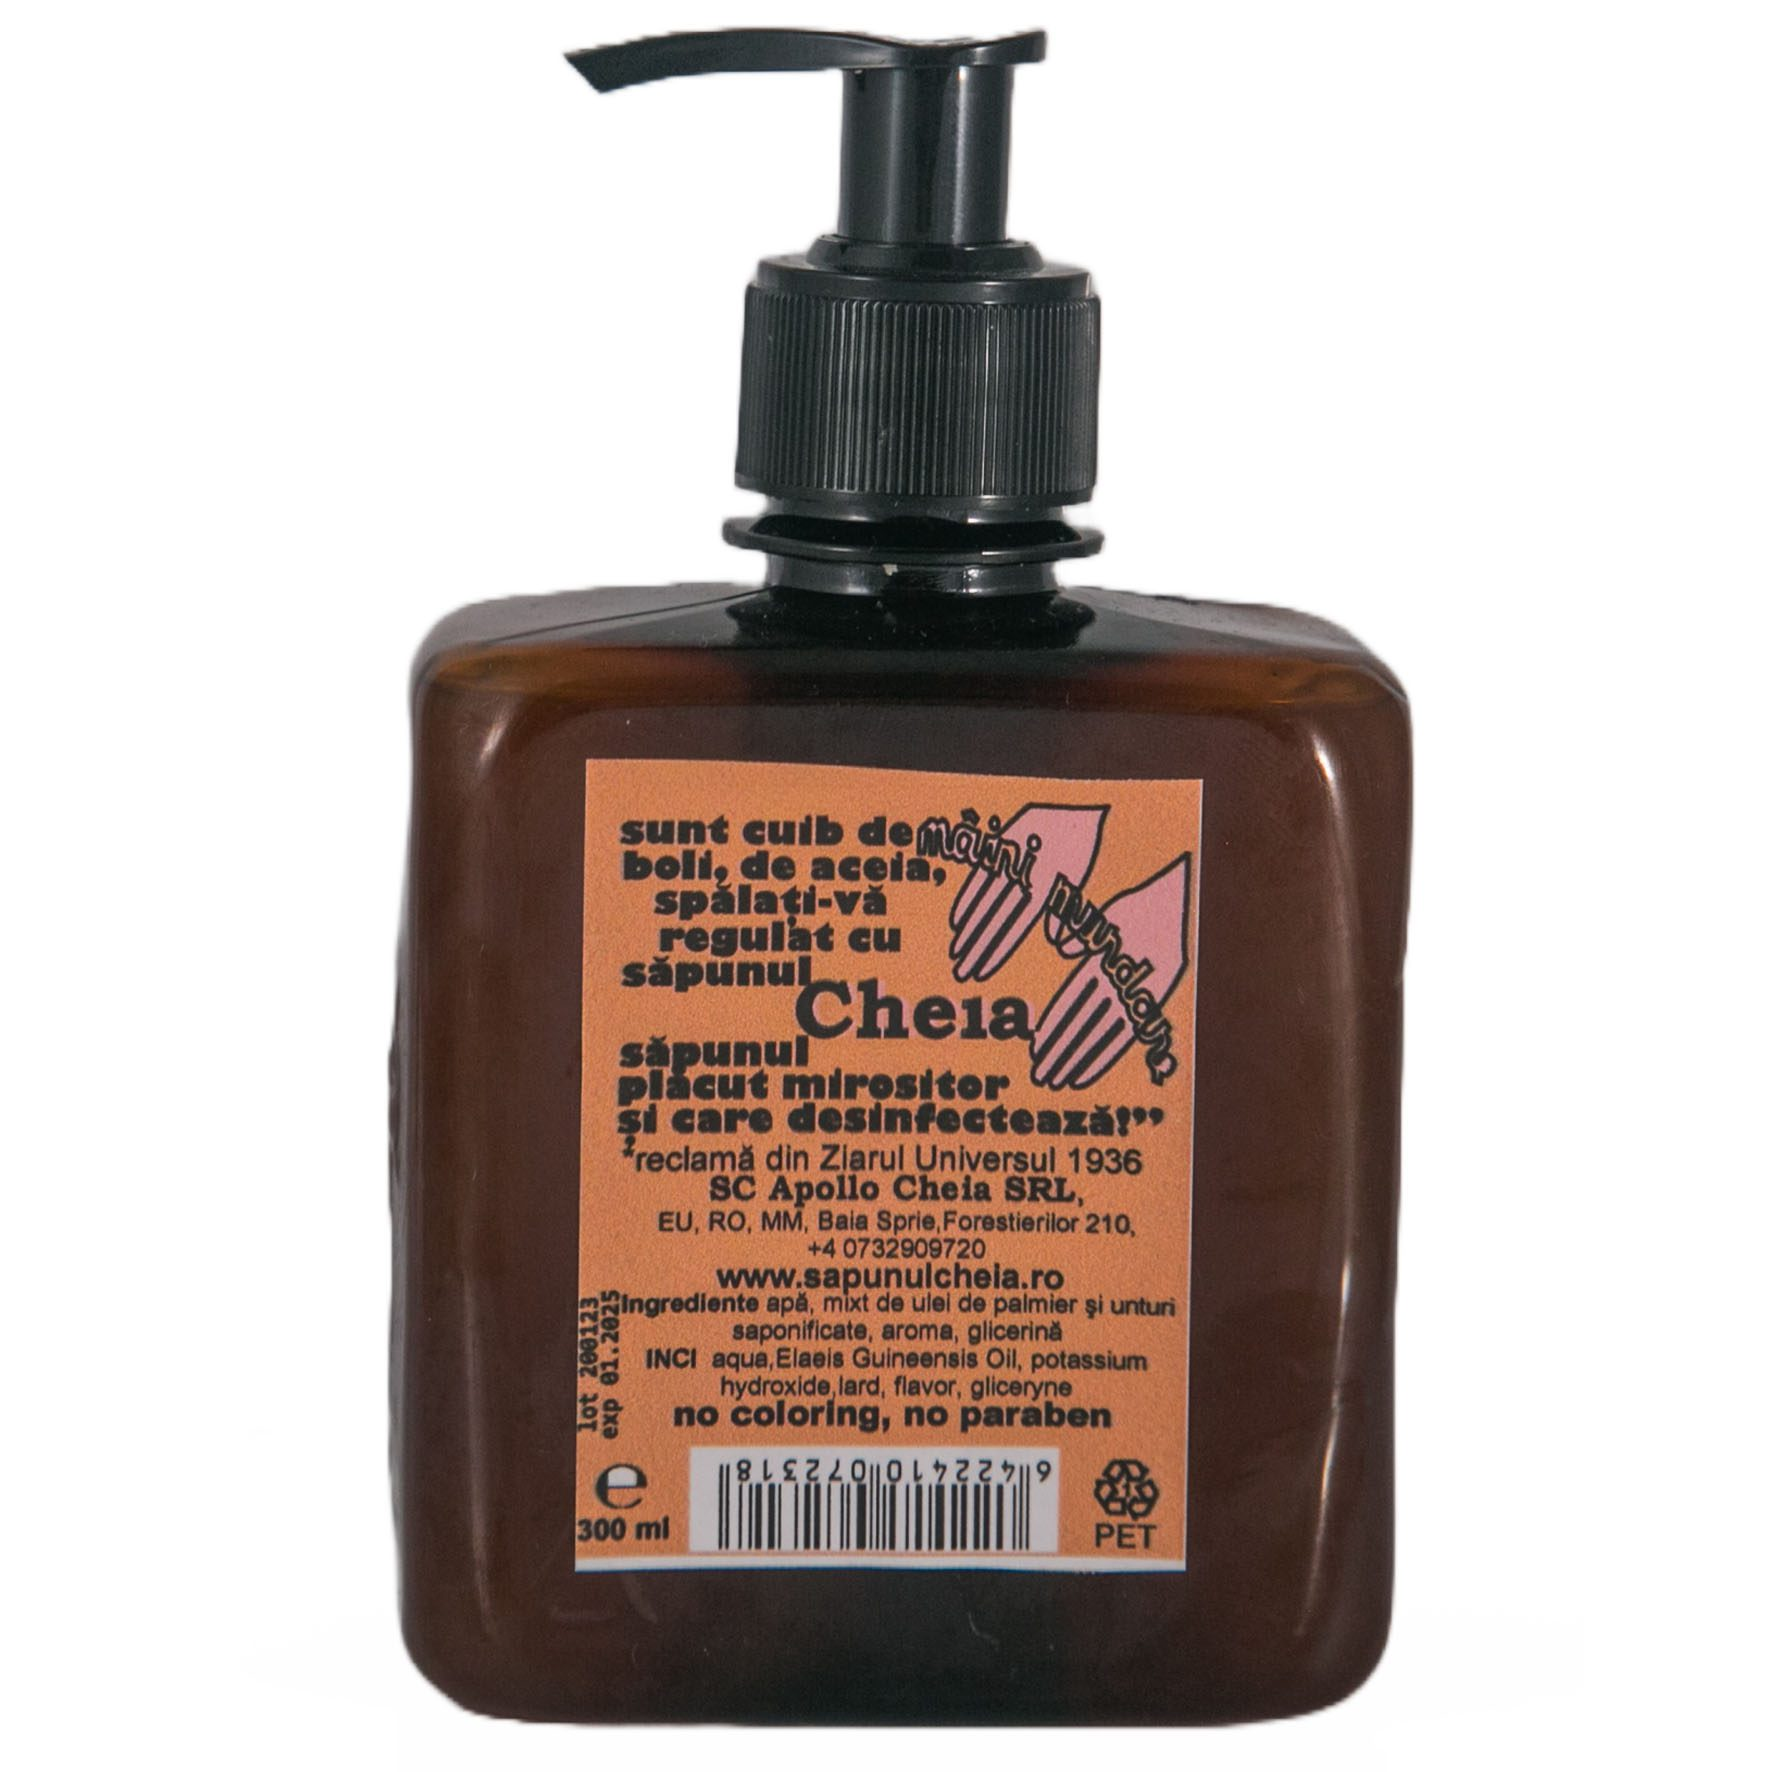 mâini murdare
sunt cuib de
boli, de aceia,
spălați-vă
regulat cu
săpunul
Cheia
săpunul
plăcut mirositor
și care desinfectează!”
*reclamă din Ziarul Universul 1936
SC Apollo Cheia SRL,
EU, RO, MM, Baia Sprie,Forestierilor 210,
+4 0732909720
www.sapunulcheia.ro
Ingrediente apă, mixt de ulei de palmier şi unturi
saponificate, aroma, glicerină
INCI aqua,Elaeis Guineensis Oil, potassium
hydroxide,lard, flavor, gliceryne
no coloring, no paraben
lot 200123
exp 01.2025
e
300 ml
6 422410 072318
PET